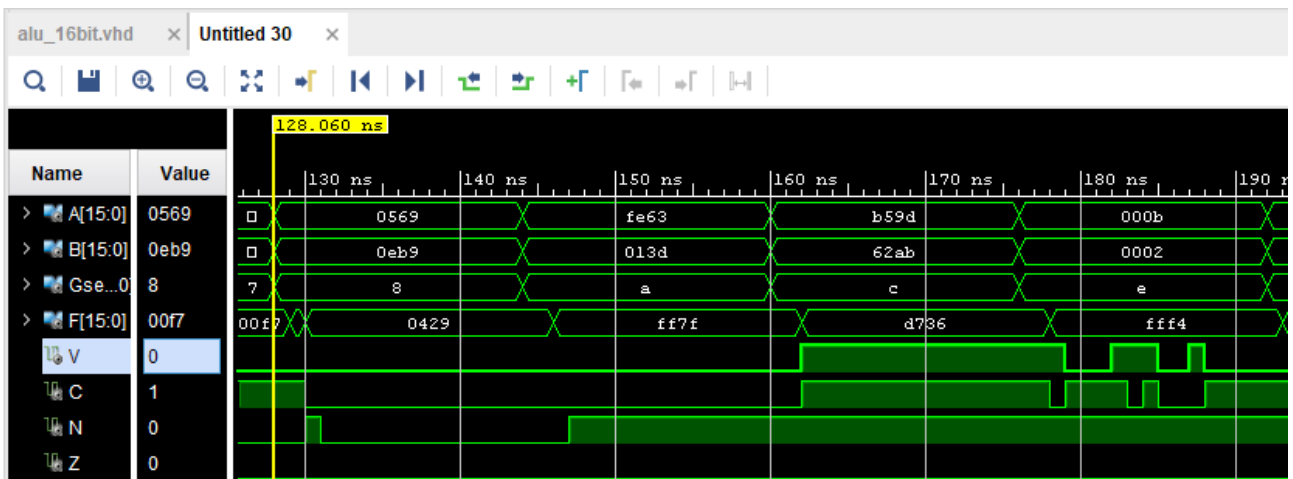 alu_16bit.vhd × Untitled 30 ×
128.060 ns
Name Value
130 ns 140 ns 150 ns 160 ns 170 ns 180 ns 190
A[15:0] 0569 0569 fe63 b59d 000b
B[15:0] 0eb9 0eb9 013d 62ab 0002
Gse...0] 8 7 8 a c e
F[15:0] 00f7 00f7 0429 ff7f d736 fff4
V 0
C 1
N 0
Z 0